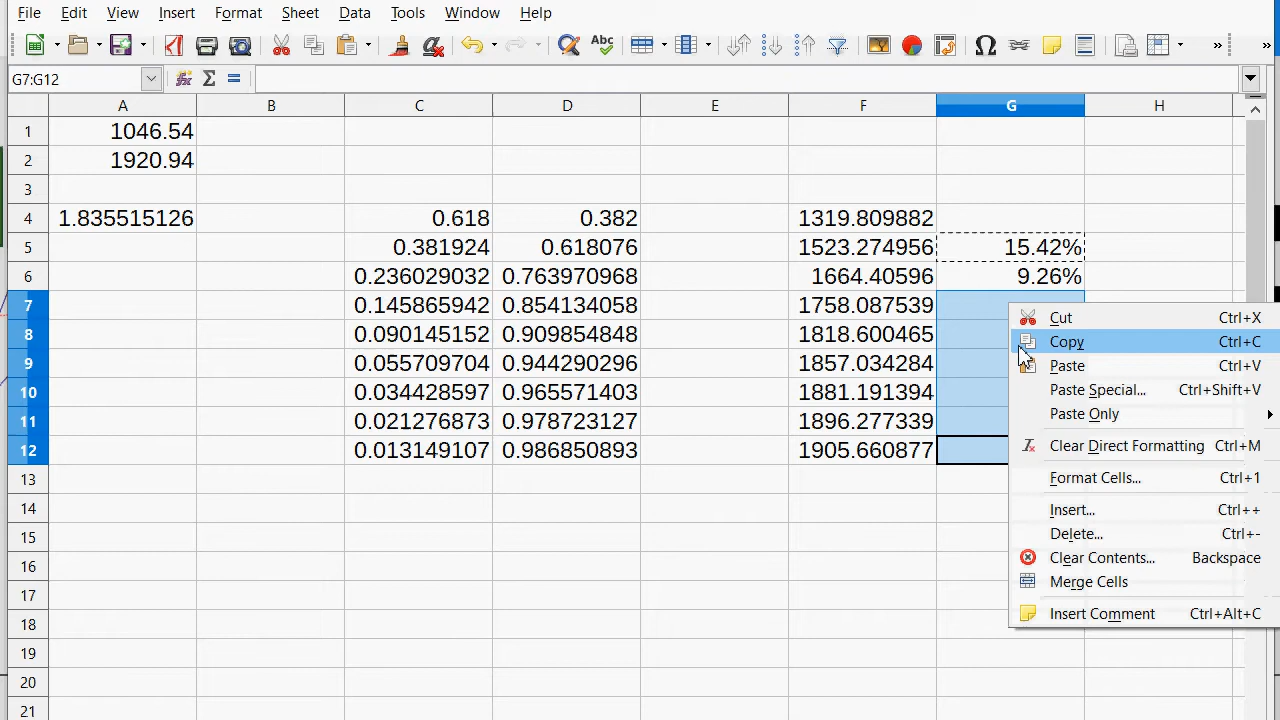 File Edit View Insert Format Sheet Data Tools Window Help
Abc » »
G7:G12 Σ =
A B C D E F G H
1 1046.54
2 1920.94
3
4 1.835515126 0.618 0.382 1319.809882
5 0.381924 0.618076 1523.274956 15.42%
6 0.236029032 0.763970968 1664.40596 9.26%
7 0.145865942 0.854134058 1758.087539
8 0.090145152 0.909854848 1818.600465
9 0.055709704 0.944290296 1857.034284
10 0.034428597 0.965571403 1881.191394
11 0.021276873 0.978723127 1896.277339
12 0.013149107 0.986850893 1905.660877
13
14
15
16
17
18
19
20
21
Cut Ctrl+X
Copy Ctrl+C
Paste Ctrl+V
Paste Special... Ctrl+Shift+V
Paste Only
Clear Direct Formatting Ctrl+M
Format Cells... Ctrl+1
Insert... Ctrl++
Delete... Ctrl+-
Clear Contents... Backspace
Merge Cells
Insert Comment Ctrl+Alt+C